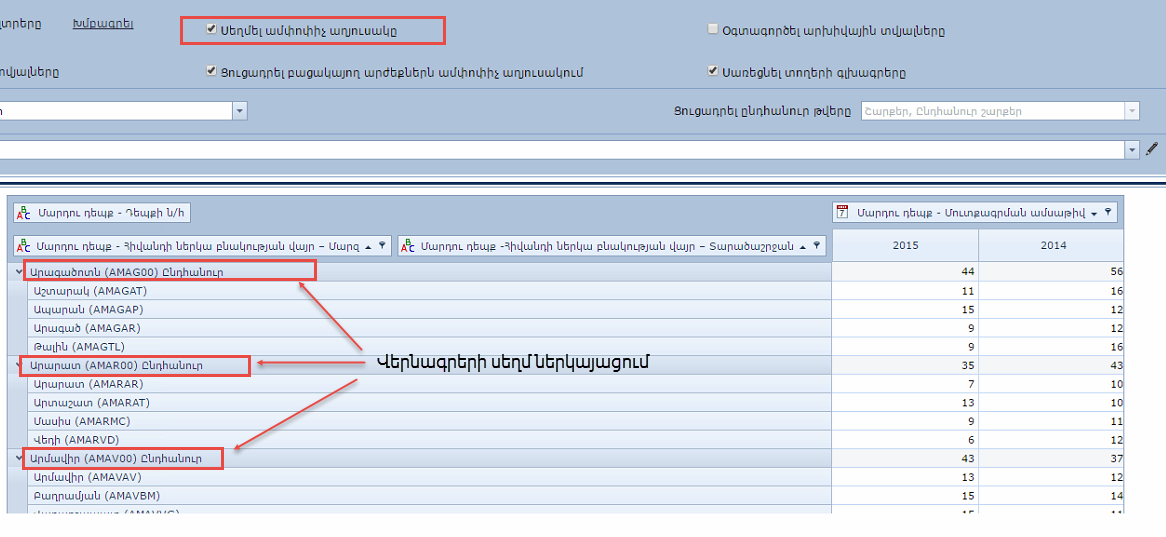 Խմբագրել
Սեղմել ամփոփիչ աղյուսակը
Օգտագործել արխիվային տվյալները
Ցուցադրել բացակայող արժեքներն ամփոփիչ աղյուսակում
Սառեցնել տողերի գլխագրերը
Ցուցադրել ընդհանուր թվերը
Շարքեր, Ընդհանուր շարքեր
Մարդու դեպք - Դեպքի ն/հ
7 Մարդու դեպք - Մուտքագրման ամսաթիվ
Մարդու դեպք - Հիվանդի ներկա բնակության վայր – Մարզ
Մարդու դեպք -Հիվանդի ներկա բնակության վայր – Տարածաշրջան
2015 2014
Արագածոտն (AMAG00) Ընդհանուր 44 56
Աշտարակ (AMAGAT) 11 16
Ապարան (AMAGAP) 15 12
Արագած (AMAGAR) 9 12
Թալին (AMAGTL) 9 16
Վերնագրերի սեղմ ներկայացում
Արարատ (AMAR00) Ընդհանուր 35 43
Արարատ (AMARAR) 7 10
Արտաշատ (AMARAT) 13 10
Մասիս (AMARMC) 9 11
Վեդի (AMARVD) 6 12
Արմավիր (AMAV00) Ընդհանուր 43 37
Արմավիր (AMAVAV) 13 12
Բաղրամյան (AMAVBM) 15 14